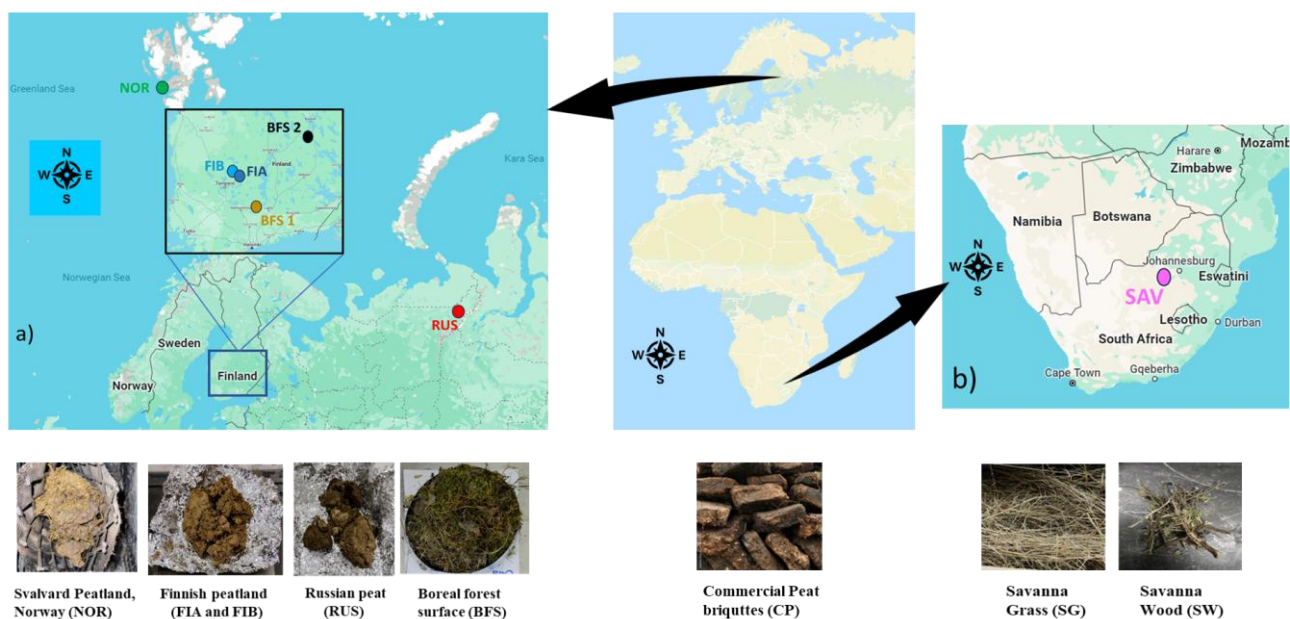 Greenland Sea
NOR
BFS 2
FIB
FIA
Finland
Tampere
BFS 1
Turku
Helsinki
N
W E
S
Kara Sea
Norwegian Sea
RUS
a)
Sweden
Norway
Finland
N
W E
S
N
W E
S
Harare
Mozamb
Zimbabwe
Namibia
Botswana
Johannesburg
Eswatini
SAV
Lesotho
Durban
South Africa
b)
Cape Town
Gqeberha
Svalvard Peatland,
Norway (NOR)
Finnish peatland
(FIA and FIB)
Russian peat
(RUS)
Boreal forest
surface (BFS)
Commercial Peat
briquttes (CP)
Savanna
Grass (SG)
Savanna
Wood (SW)